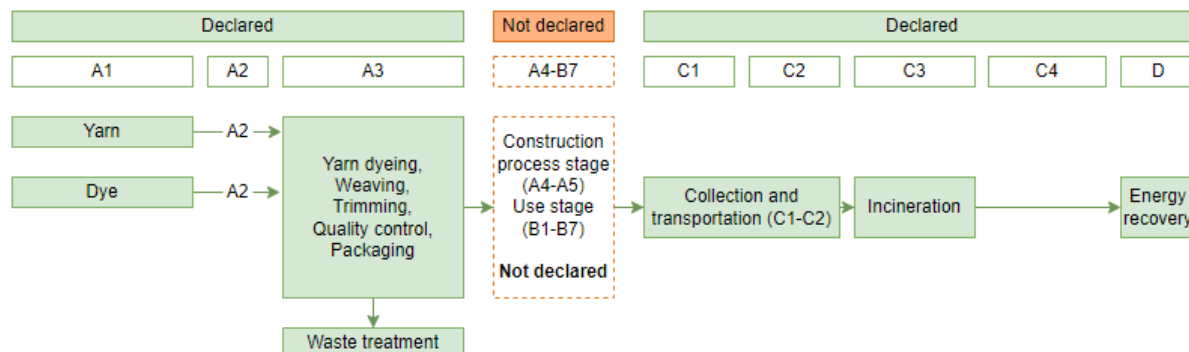 Declared
Not declared
Declared
A1
A2
A3
A4-B7
C1
C2
C3
C4
D
Yarn
A2
Dye
A2
Yarn dyeing,
Weaving,
Trimming,
Quality control,
Packaging
Construction
process stage
(A4-A5)
Use stage
(B1-B7)
Not declared
Collection and
transportation (C1-C2)
Incineration
Energy
recovery
Waste treatment